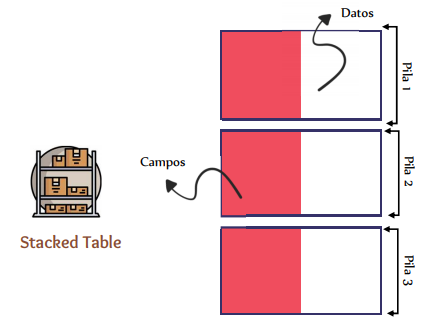 Datos
Pila 1
Campos
Pila 2
Stacked Table
Pila 3